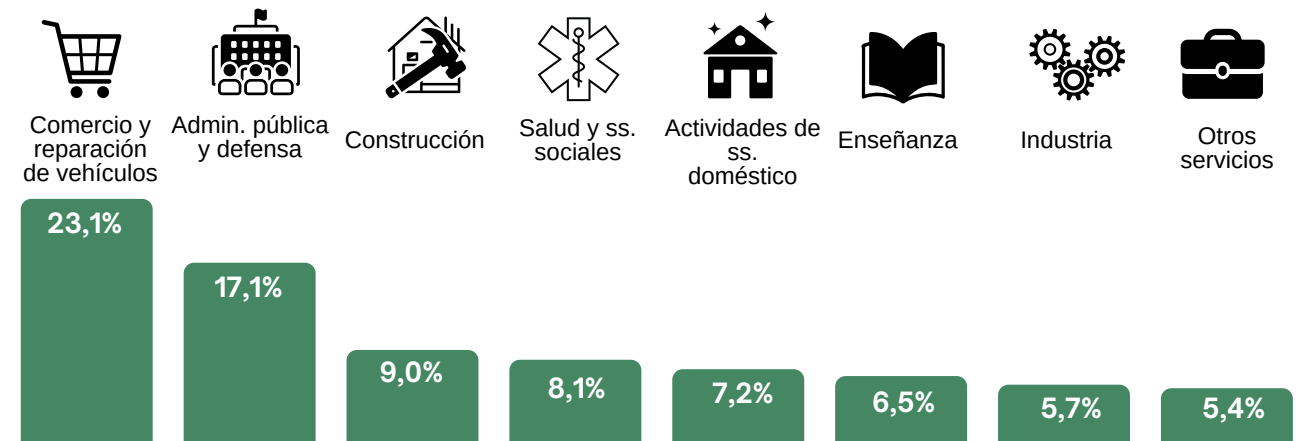 Comercio y
reparación
de vehículos
Admin. pública
y defensa
Construcción
Salud y ss.
sociales
Actividades de
ss.
doméstico
Enseñanza
Industria
Otros
servicios
23,1%
17,1%
9,0%
8,1%
7,2%
6,5%
5,7%
5,4%